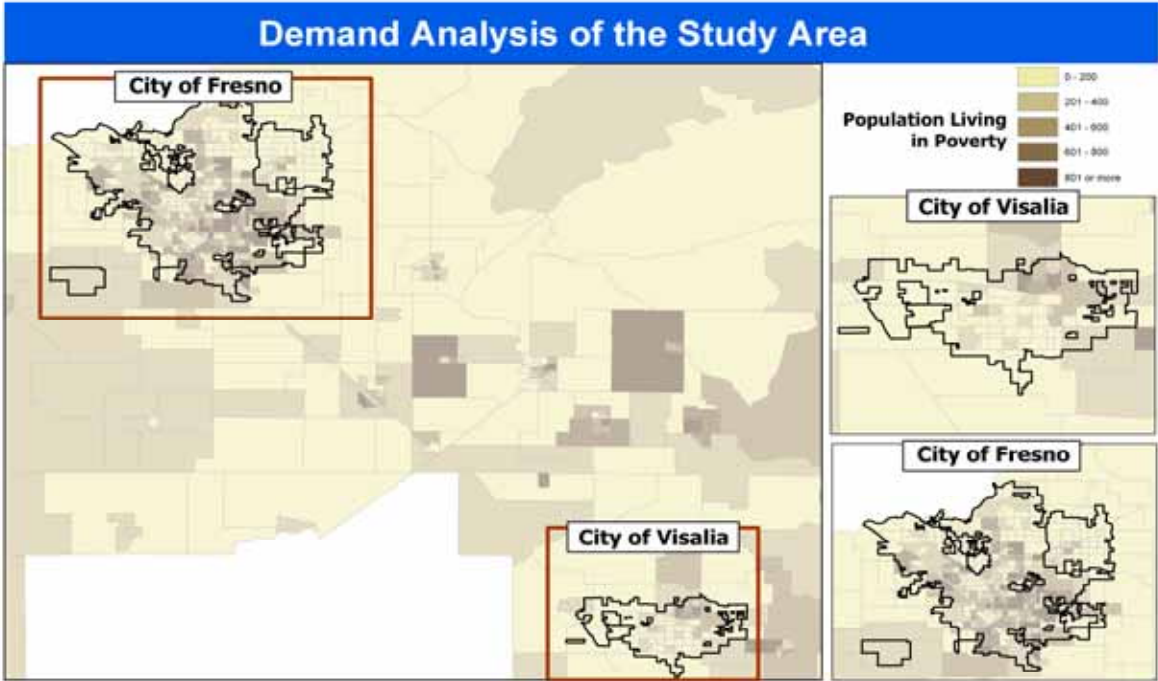 Demand Analysis of the Study Area
City of Fresno
Population Living
in Poverty
0 - 200
201 - 400
401 - 600
601 - 800
801 or more
City of Visalia
City of Fresno
City of Visalia